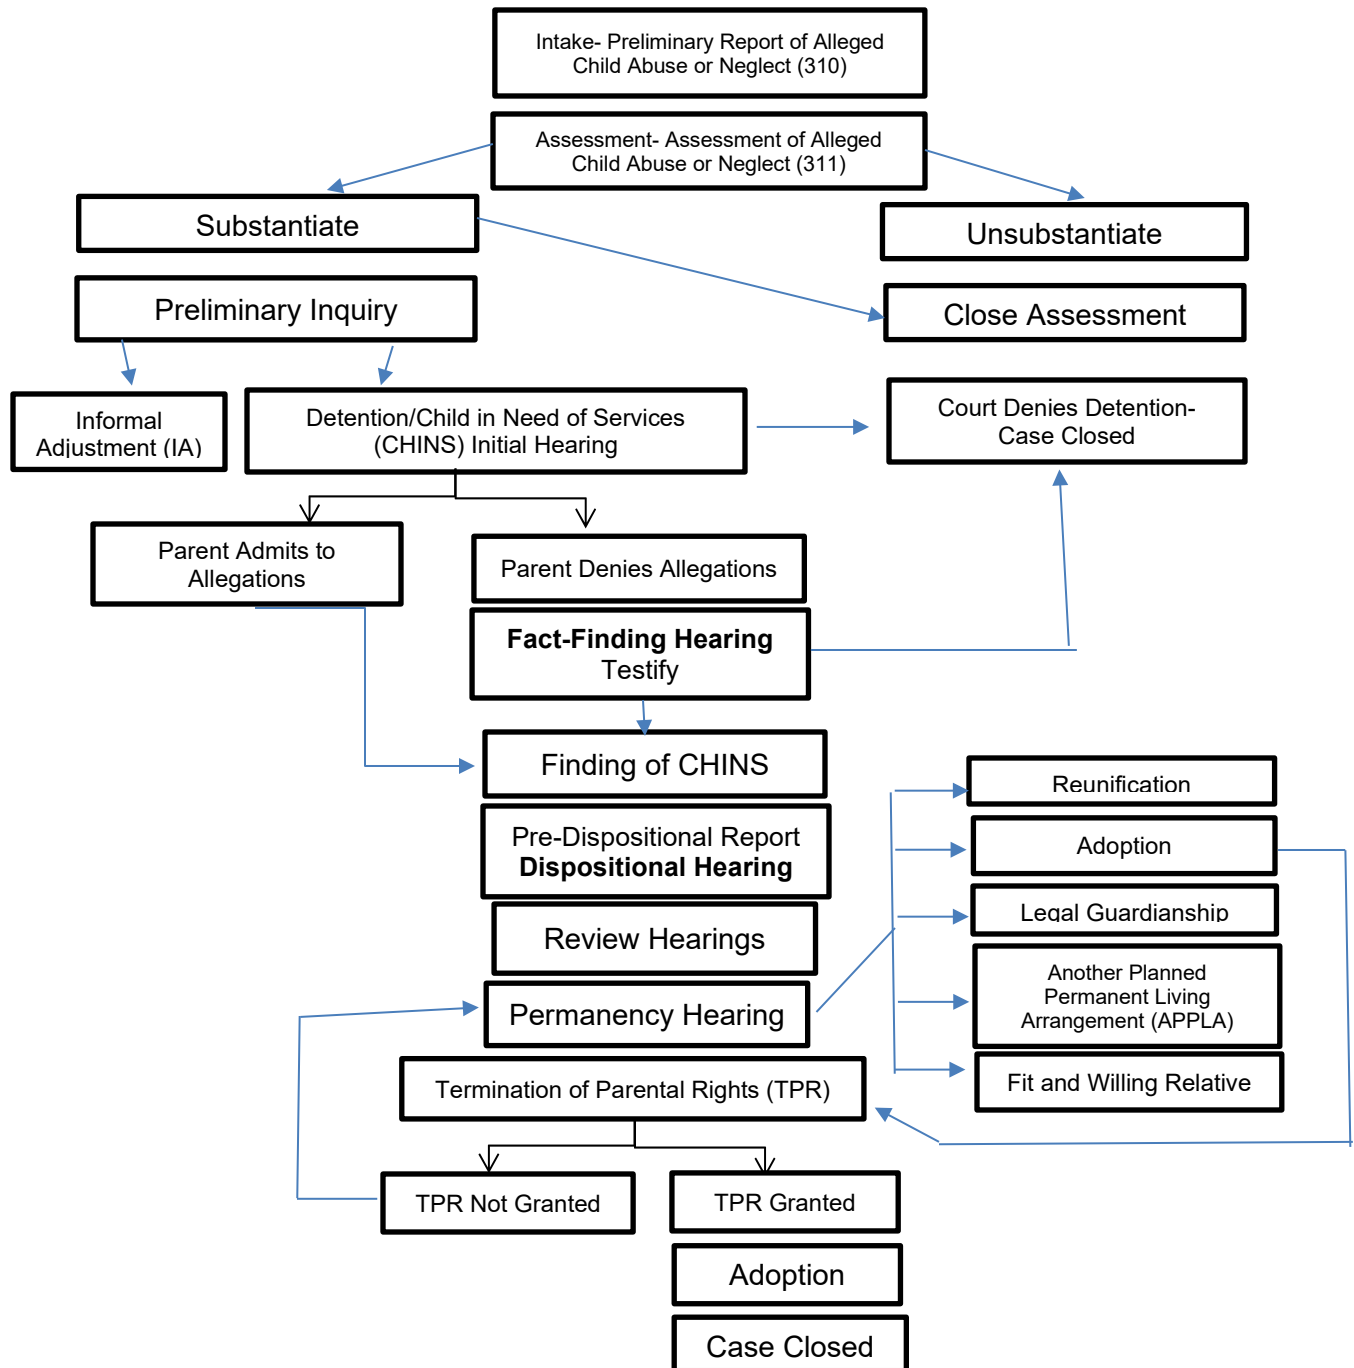 Intake- Preliminary Report of Alleged
Child Abuse or Neglect (310)
Assessment- Assessment of Alleged
Child Abuse or Neglect (311)
Substantiate
Unsubstantiate
Preliminary Inquiry
Close Assessment
Informal
Adjustment (IA)
Detention/Child in Need of Services
(CHINS) Initial Hearing
Court Denies Detention-
Case Closed
Parent Admits to
Allegations
Parent Denies Allegations
Fact-Finding Hearing
Testify
Finding of CHINS
Pre-Dispositional Report
Dispositional Hearing
Review Hearings
Permanency Hearing
Reunification
Adoption
Legal Guardianship
Another Planned
Permanent Living
Arrangement (APPLA)
Fit and Willing Relative
Termination of Parental Rights (TPR)
TPR Not Granted
TPR Granted
Adoption
Case Closed